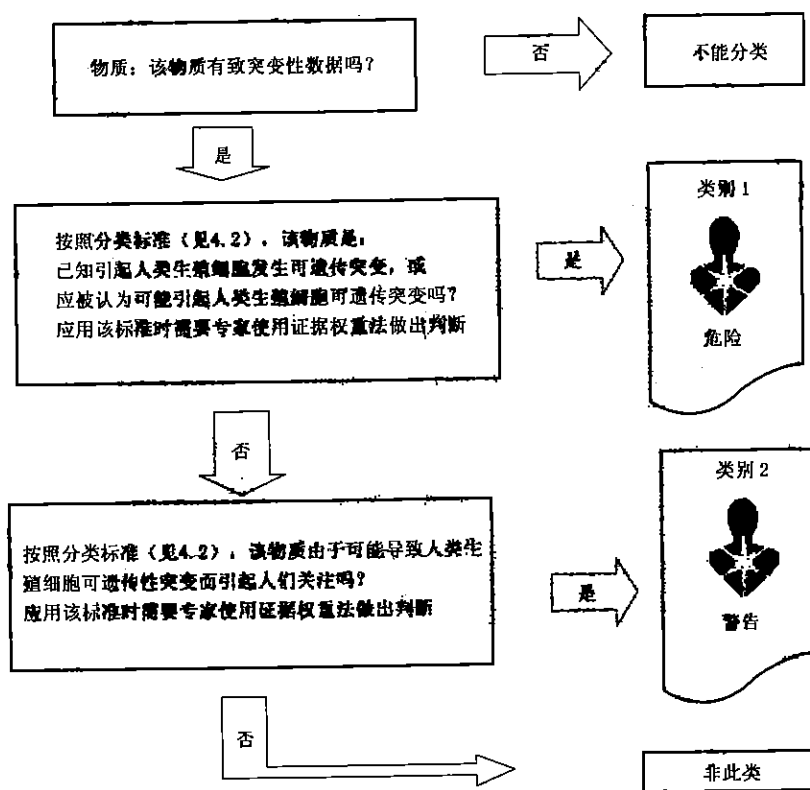 物质：该物质有致突变性数据吗？
否
不能分类
是
按照分类标准（见4.2），该物质是：
已知引起人类生殖细胞发生可遗传突变，或
应被认为可能引起人类生殖细胞可遗传突变吗？
应用该标准时需要专家使用证据权重法做出判断
是
类别1
危险
否
按照分类标准（见4.2）：该物质由于可能导致人类生
殖细胞可遗传性突变而引起人们关注吗？
应用该标准时需要专家使用证据权重法做出判断
是
类别2
警告
否
非此类